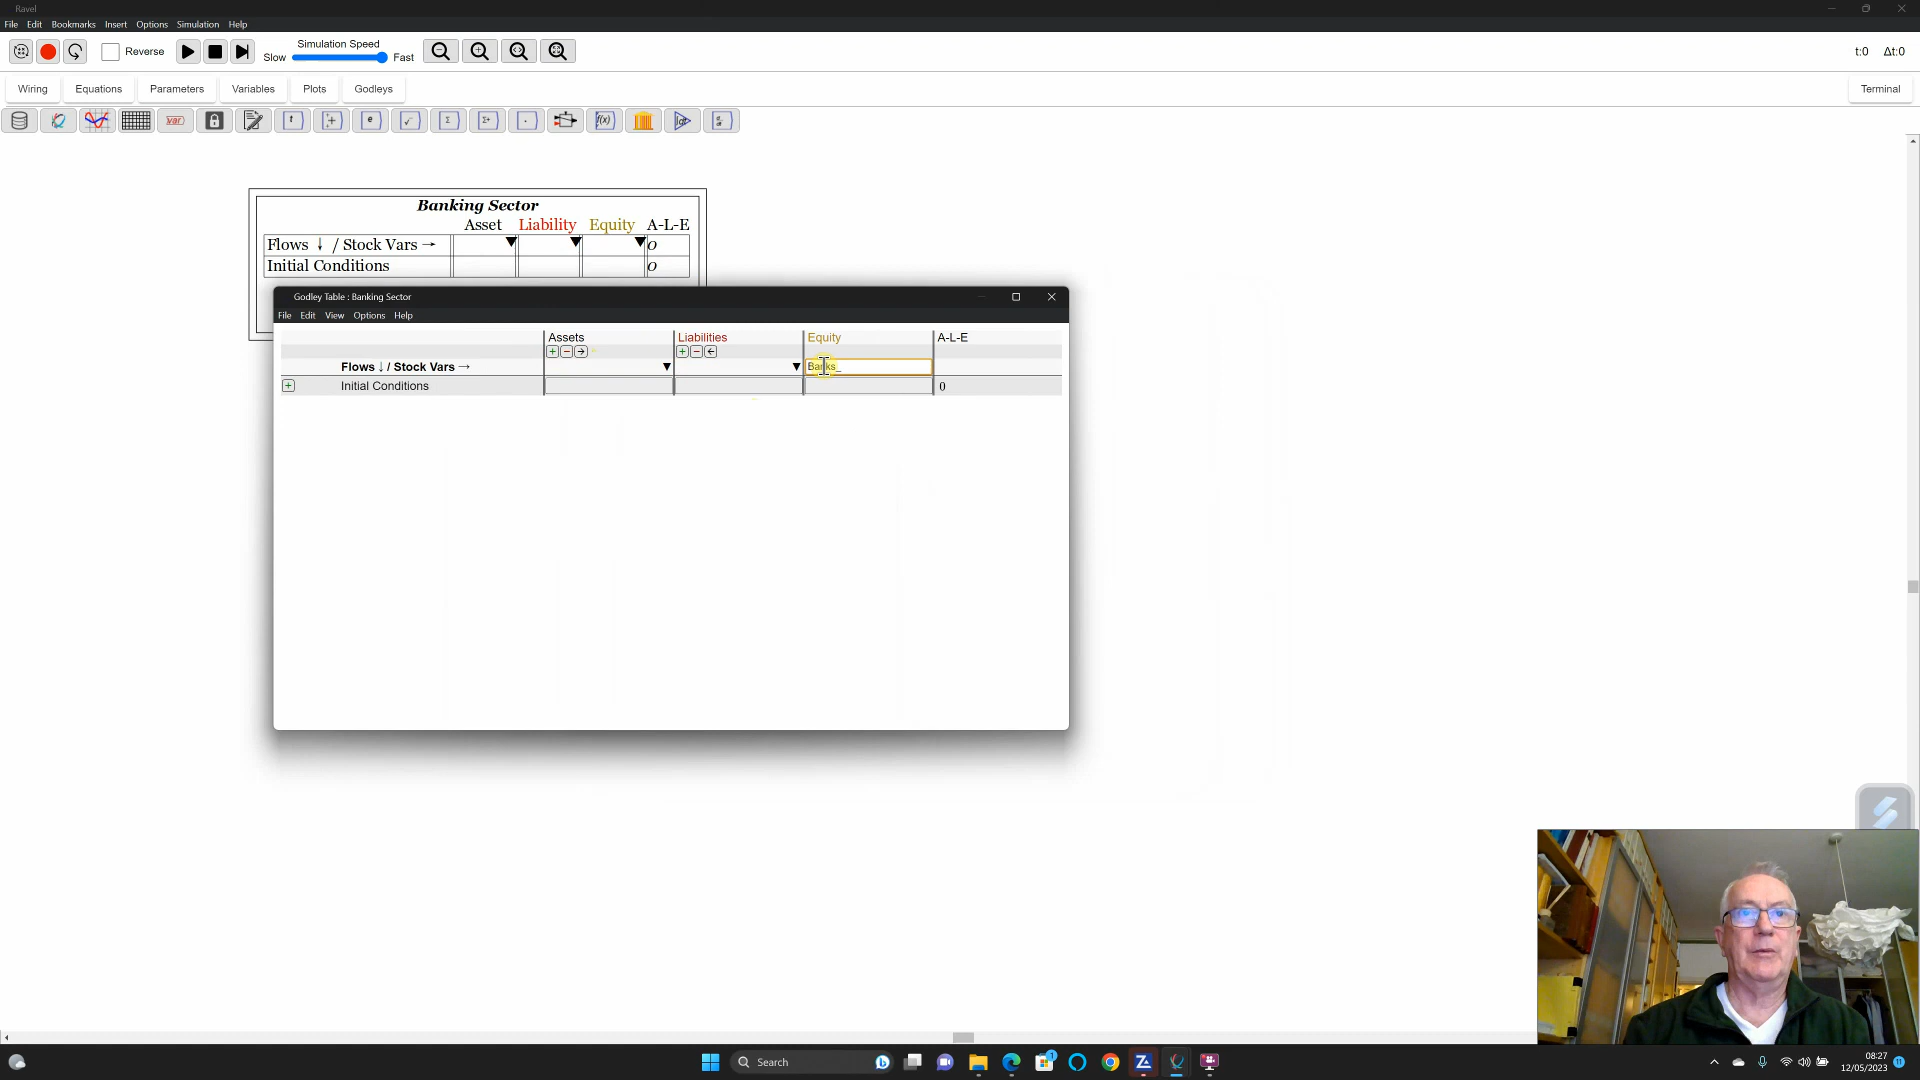 Ravel
File Edit Bookmarks Insert Options Simulation Help
Reverse
Simulation Speed
Slow
Fast
t:0 Δt:0
Wiring Equations Parameters Variables Plots Godleys
Terminal
Banking Sector
Asset Liability Equity A-L-E
Flows ↓ / Stock Vars → ▼ ▼ ▼ 0
Initial Conditions 0
Godley Table : Banking Sector
File Edit View Options Help
Assets Liabilities Equity A-L-E
+ − → + − ←
Flows ↓ / Stock Vars → ▼ ▼ Banks_
+ Initial Conditions 0
Search
08:27
12/05/2023